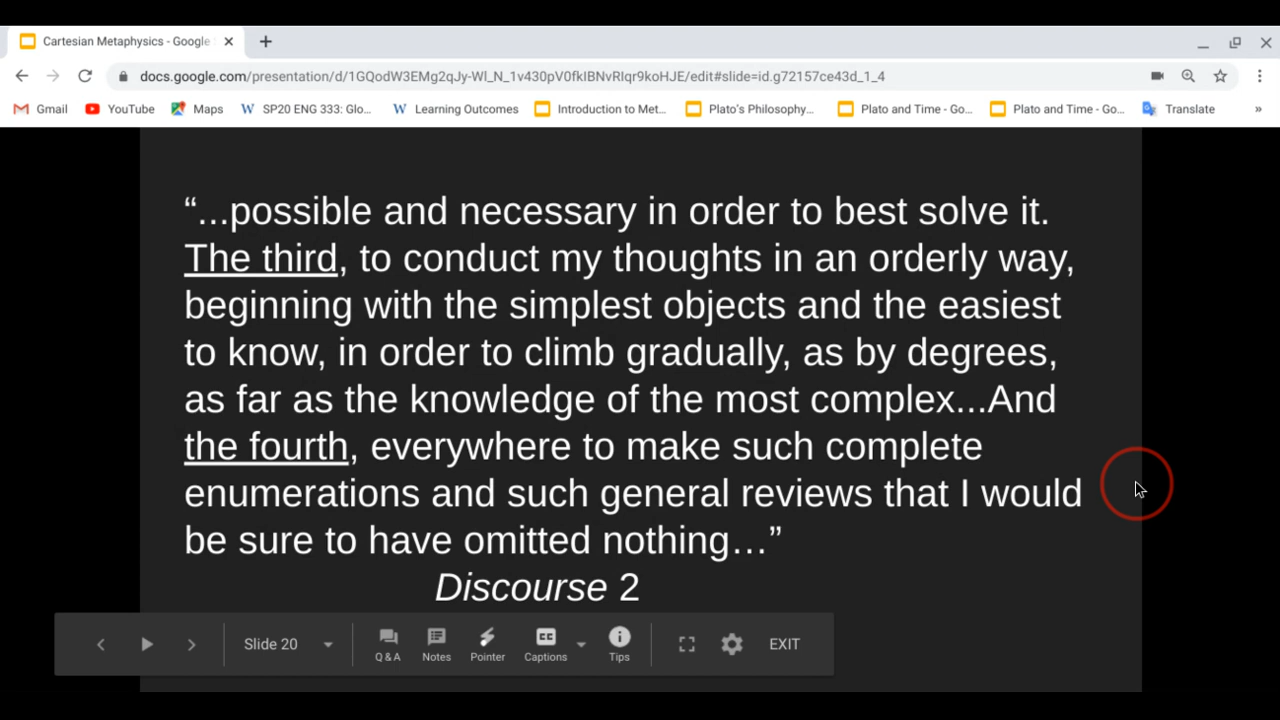 Cartesian Metaphysics - Google
docs.google.com/presentation/d/1GQodW3EMg2qJy-Wl_N_1v430pV0fkIBNvRIqr9koHJE/edit#slide=id.g72157ce43d_1_4
Gmail YouTube Maps SP20 ENG 333: Glo... Learning Outcomes Introduction to Met... Plato's Philosophy... Plato and Time - Go... Plato and Time - Go... Translate »
“...possible and necessary in order to best solve it.
The third, to conduct my thoughts in an orderly way,
beginning with the simplest objects and the easiest
to know, in order to climb gradually, as by degrees,
as far as the knowledge of the most complex...And
the fourth, everywhere to make such complete
enumerations and such general reviews that I would
be sure to have omitted nothing…”
Discourse 2
Slide 20 Q & A Notes Pointer CC Captions Tips EXIT